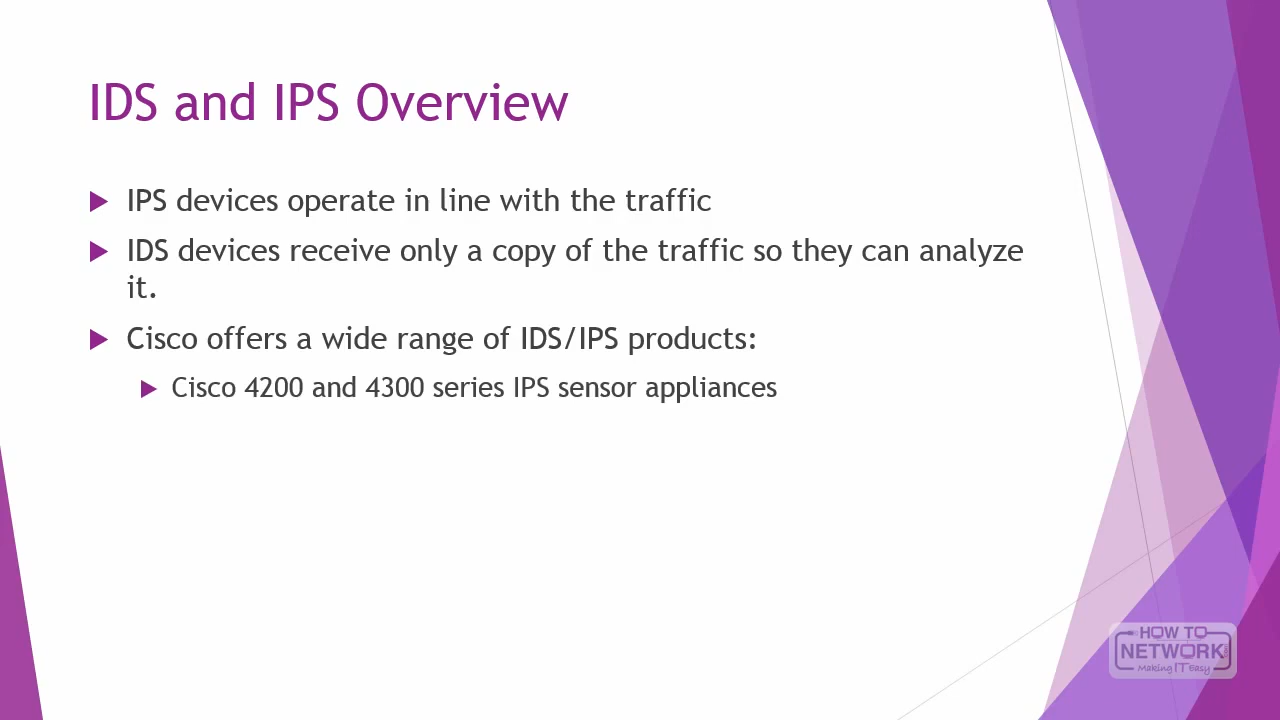 IDS and IPS Overview
IPS devices operate in line with the traffic
IDS devices receive only a copy of the traffic so they can analyze
it.
Cisco offers a wide range of IDS/IPS products:
Cisco 4200 and 4300 series IPS sensor appliances
HOW TO
NETWORK
Making IT Easy